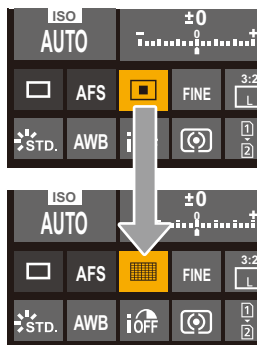 ISO ±0
AUTO
AFS FINE 3:2 L
STD. AWB i 1 2
ISO ±0
AUTO
AFS FINE 3:2 L
STD. AWB iOFF 1 2